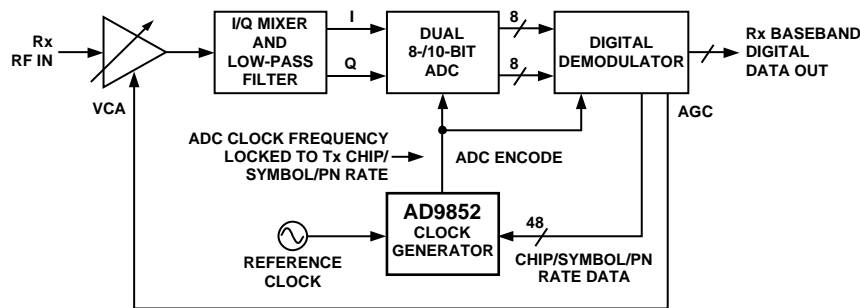 Rx
RF IN
VCA
I/Q MIXER
AND
LOW-PASS
FILTER
I
Q
DUAL
8-/10-BIT
ADC
8
8
DIGITAL
DEMODULATOR
Rx BASEBAND
DIGITAL
DATA OUT
AGC
ADC CLOCK FREQUENCY
LOCKED TO Tx CHIP/
SYMBOL/PN RATE
ADC ENCODE
AD9852
CLOCK
GENERATOR
48
REFERENCE
CLOCK
CHIP/SYMBOL/PN
RATE DATA